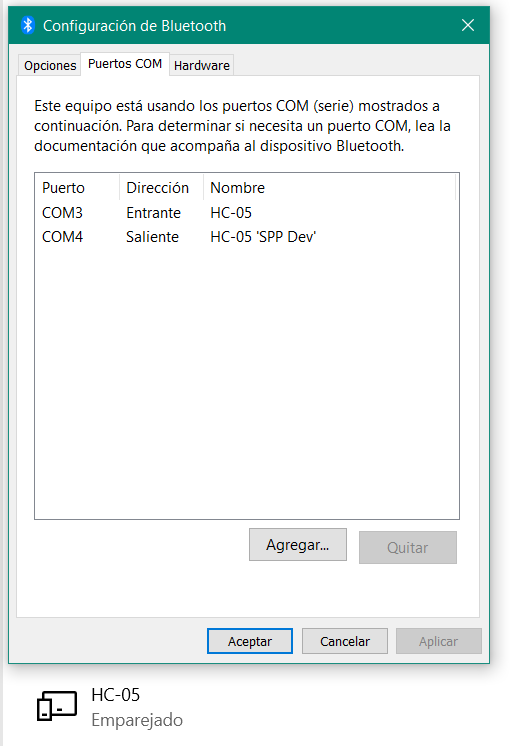 Configuración de Bluetooth
Opciones Puertos COM Hardware
Este equipo está usando los puertos COM (serie) mostrados a
continuación. Para determinar si necesita un puerto COM, lea la
documentación que acompaña al dispositivo Bluetooth.
Puerto Dirección Nombre
COM3 Entrante HC-05
COM4 Saliente HC-05 'SPP Dev'
Agregar... Quitar
Aceptar Cancelar Aplicar
HC-05
Emparejado